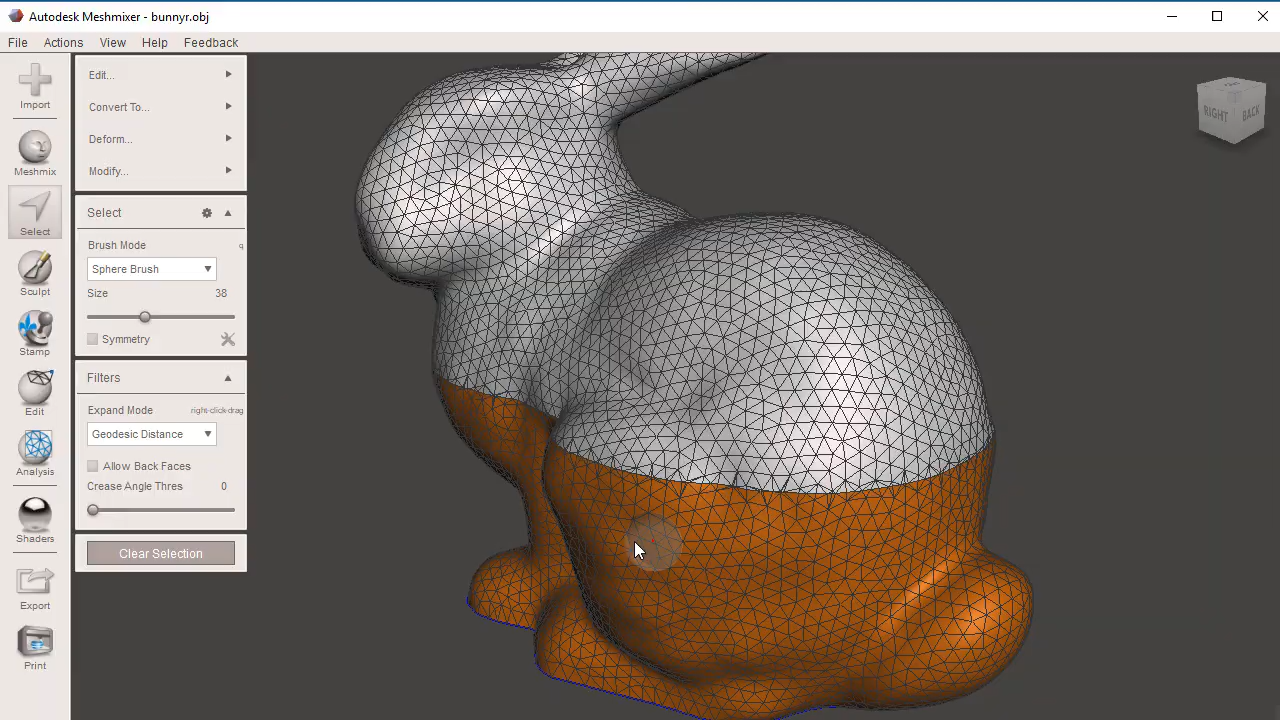 Autodesk Meshmixer - bunnyr.obj
File Actions View Help Feedback
Import
Meshmix
Select
Sculpt
Stamp
Edit
Analysis
Shaders
Export
Print
Edit...
Convert To...
Deform...
Modify...
Select
Brush Mode q
Sphere Brush
Size 38
Symmetry
Filters
Expand Mode right-click-drag
Geodesic Distance
Allow Back Faces
Crease Angle Thres 0
Clear Selection
RIGHT BACK